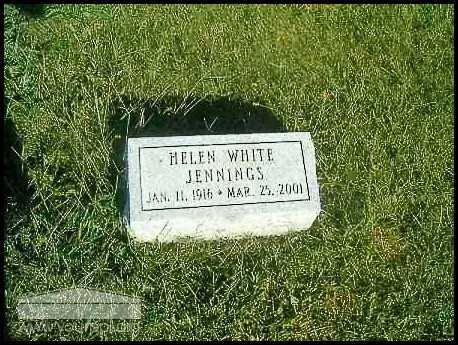 HELEN WHITE
JENNINGS
JAN. 11, 1916 • MAR. 25, 2001